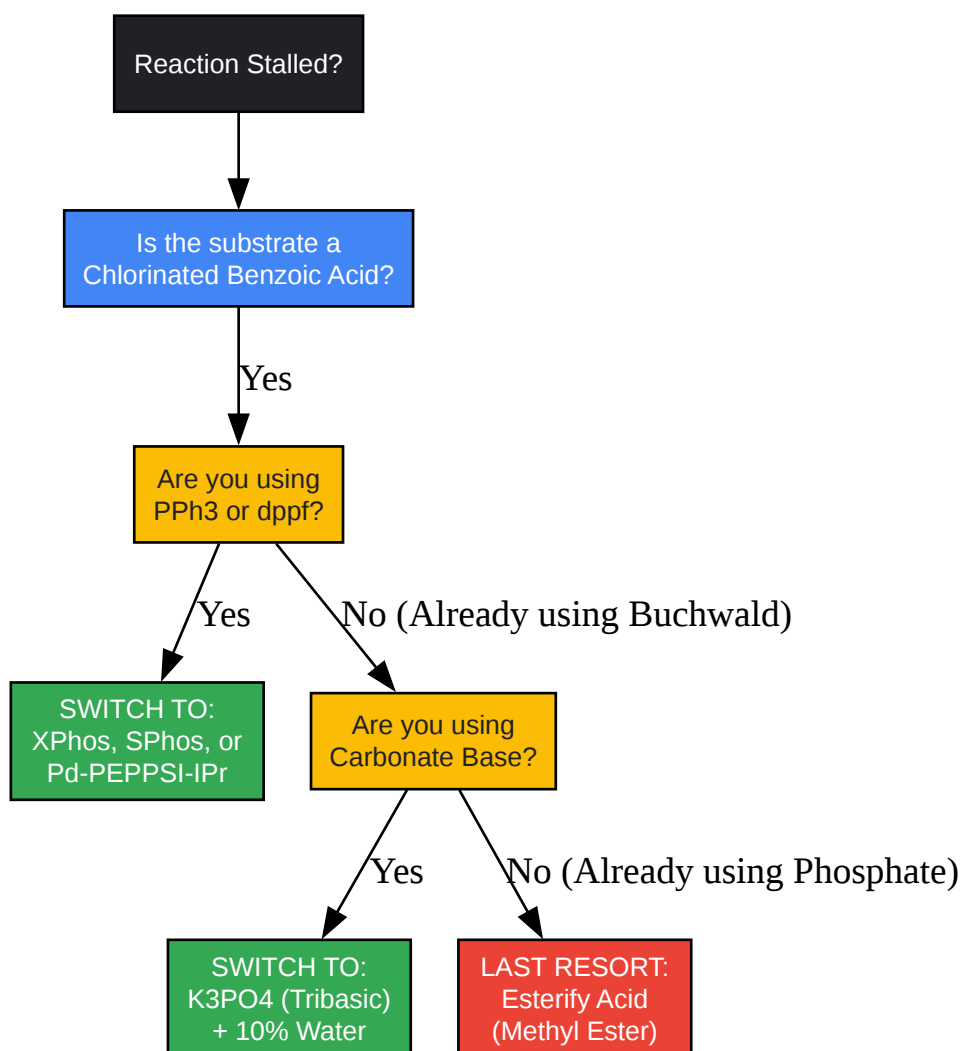 Reaction Stalled?
Is the substrate a
Chlorinated Benzoic Acid?
Yes
Are you using
PPh3 or dppf?
Yes
No (Already using Buchwald)
SWITCH TO:
XPhos, SPhos, or
Pd-PEPPSI-IPr
Are you using
Carbonate Base?
Yes
No (Already using Phosphate)
SWITCH TO:
K3PO4 (Tribasic)
+ 10% Water
LAST RESORT:
Esterify Acid
(Methyl Ester)